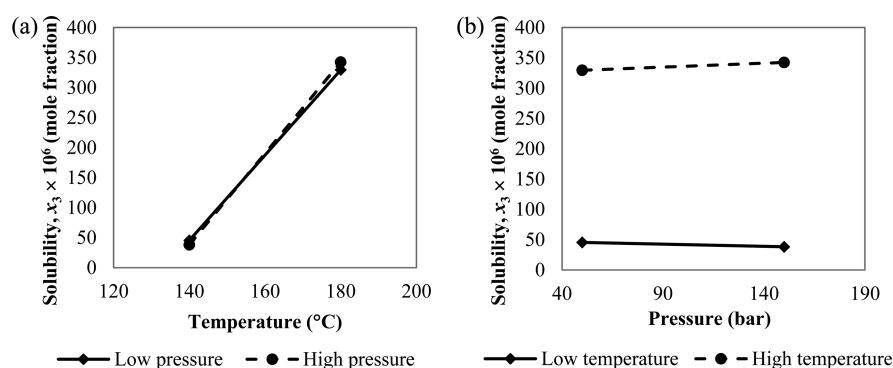 (a)
Solubility, x₃ × 10⁶ (mole fraction)
400
350
300
250
200
150
100
50
0
120 140 160 180 200
Temperature (°C)
Low pressure High pressure
(b)
Solubility, x₃ × 10⁶ (mole fraction)
400
350
300
250
200
150
100
50
0
40 90 140 190
Pressure (bar)
Low temperature High temperature